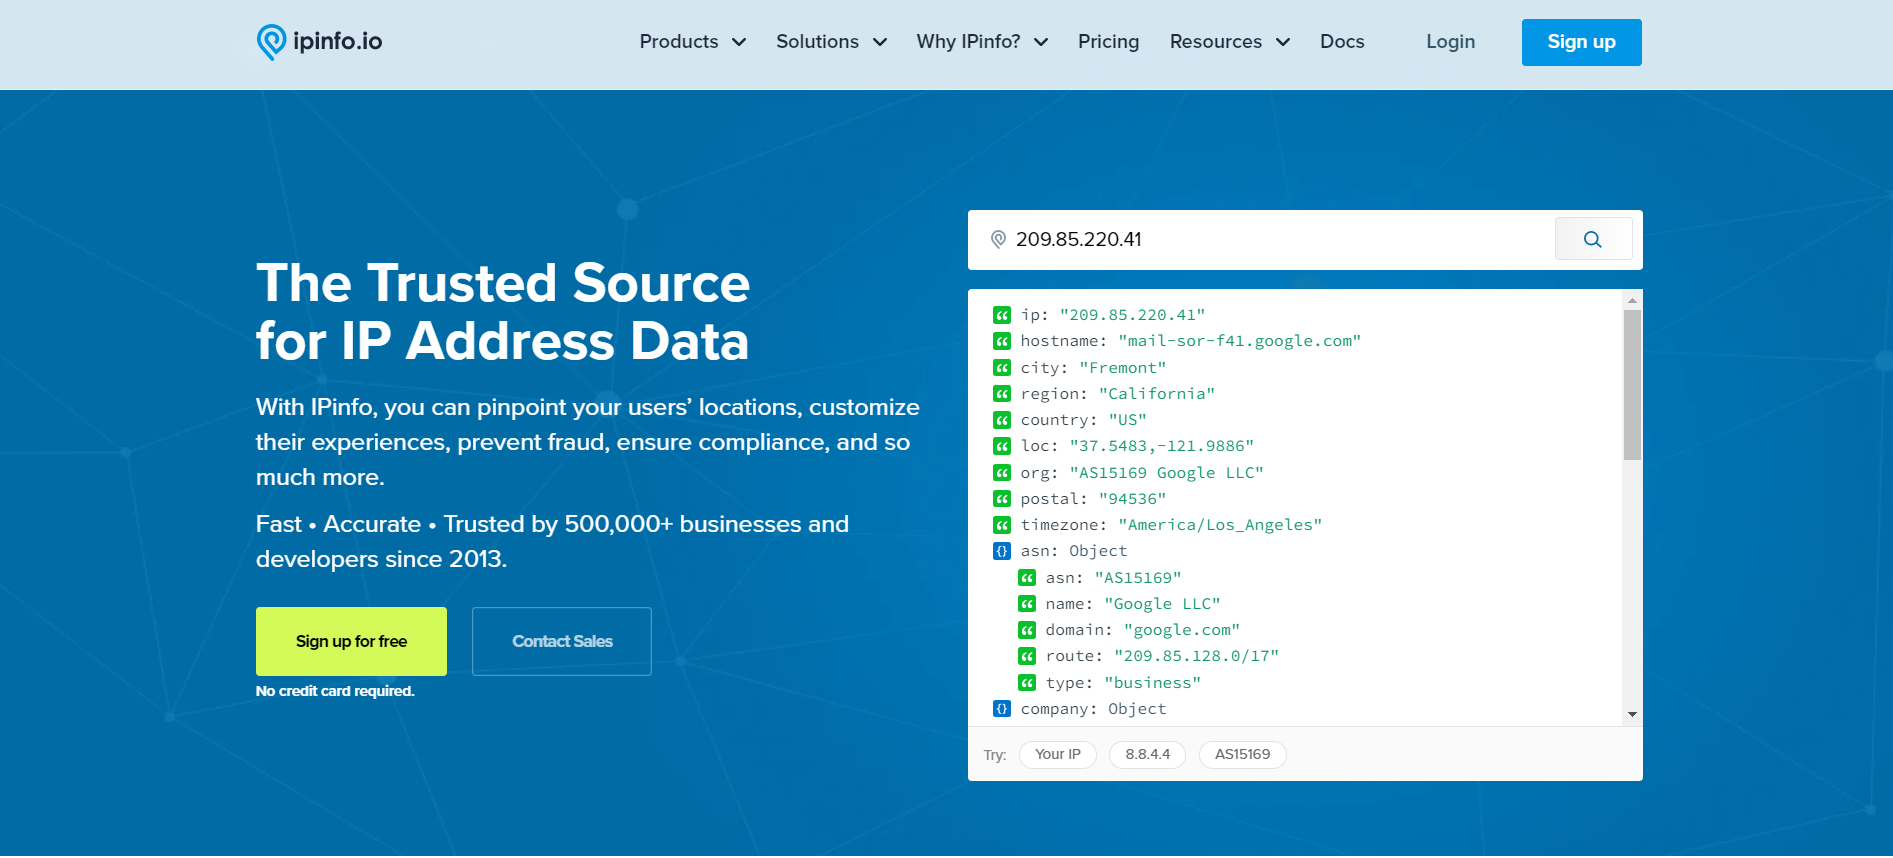 ipinfo.io
Products Solutions Why IPinfo? Pricing Resources Docs Login Sign up
The Trusted Source
for IP Address Data
With IPinfo, you can pinpoint your users’ locations, customize
their experiences, prevent fraud, ensure compliance, and so
much more.
Fast • Accurate • Trusted by 500,000+ businesses and
developers since 2013.
Sign up for free
Contact Sales
No credit card required.
209.85.220.41
ip: "209.85.220.41"
hostname: "mail-sor-f41.google.com"
city: "Fremont"
region: "California"
country: "US"
loc: "37.5483,-121.9886"
org: "AS15169 Google LLC"
postal: "94536"
timezone: "America/Los_Angeles"
{} asn: Object
asn: "AS15169"
name: "Google LLC"
domain: "google.com"
route: "209.85.128.0/17"
type: "business"
{} company: Object
Try: Your IP 8.8.4.4 AS15169